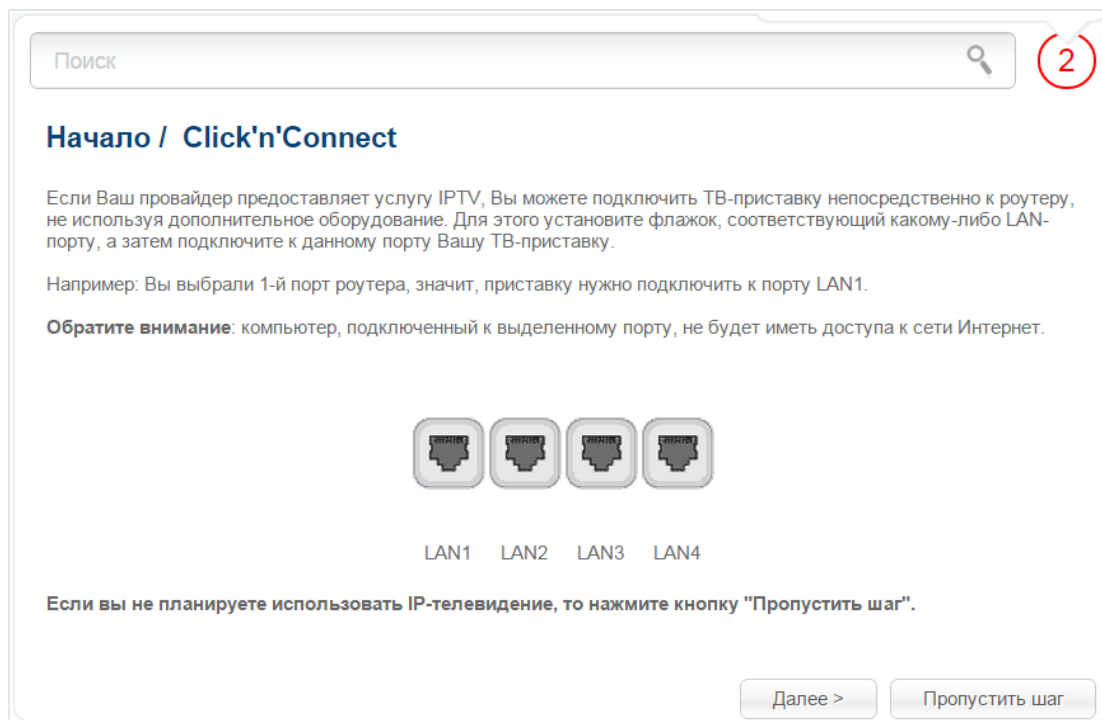 Поиск
2
Начало / Click'n'Connect
Если Ваш провайдер предоставляет услугу IPTV, Вы можете подключить ТВ-приставку непосредственно к роутеру,
не используя дополнительное оборудование. Для этого установите флажок, соответствующий какому-либо LAN-
порту, а затем подключите к данному порту Вашу ТВ-приставку.
Например: Вы выбрали 1-й порт роутера, значит, приставку нужно подключить к порту LAN1.
Обратите внимание: компьютер, подключенный к выделенному порту, не будет иметь доступа к сети Интернет.
LAN1 LAN2 LAN3 LAN4
Если вы не планируете использовать IP-телевидение, то нажмите кнопку "Пропустить шаг".
Далее > Пропустить шаг